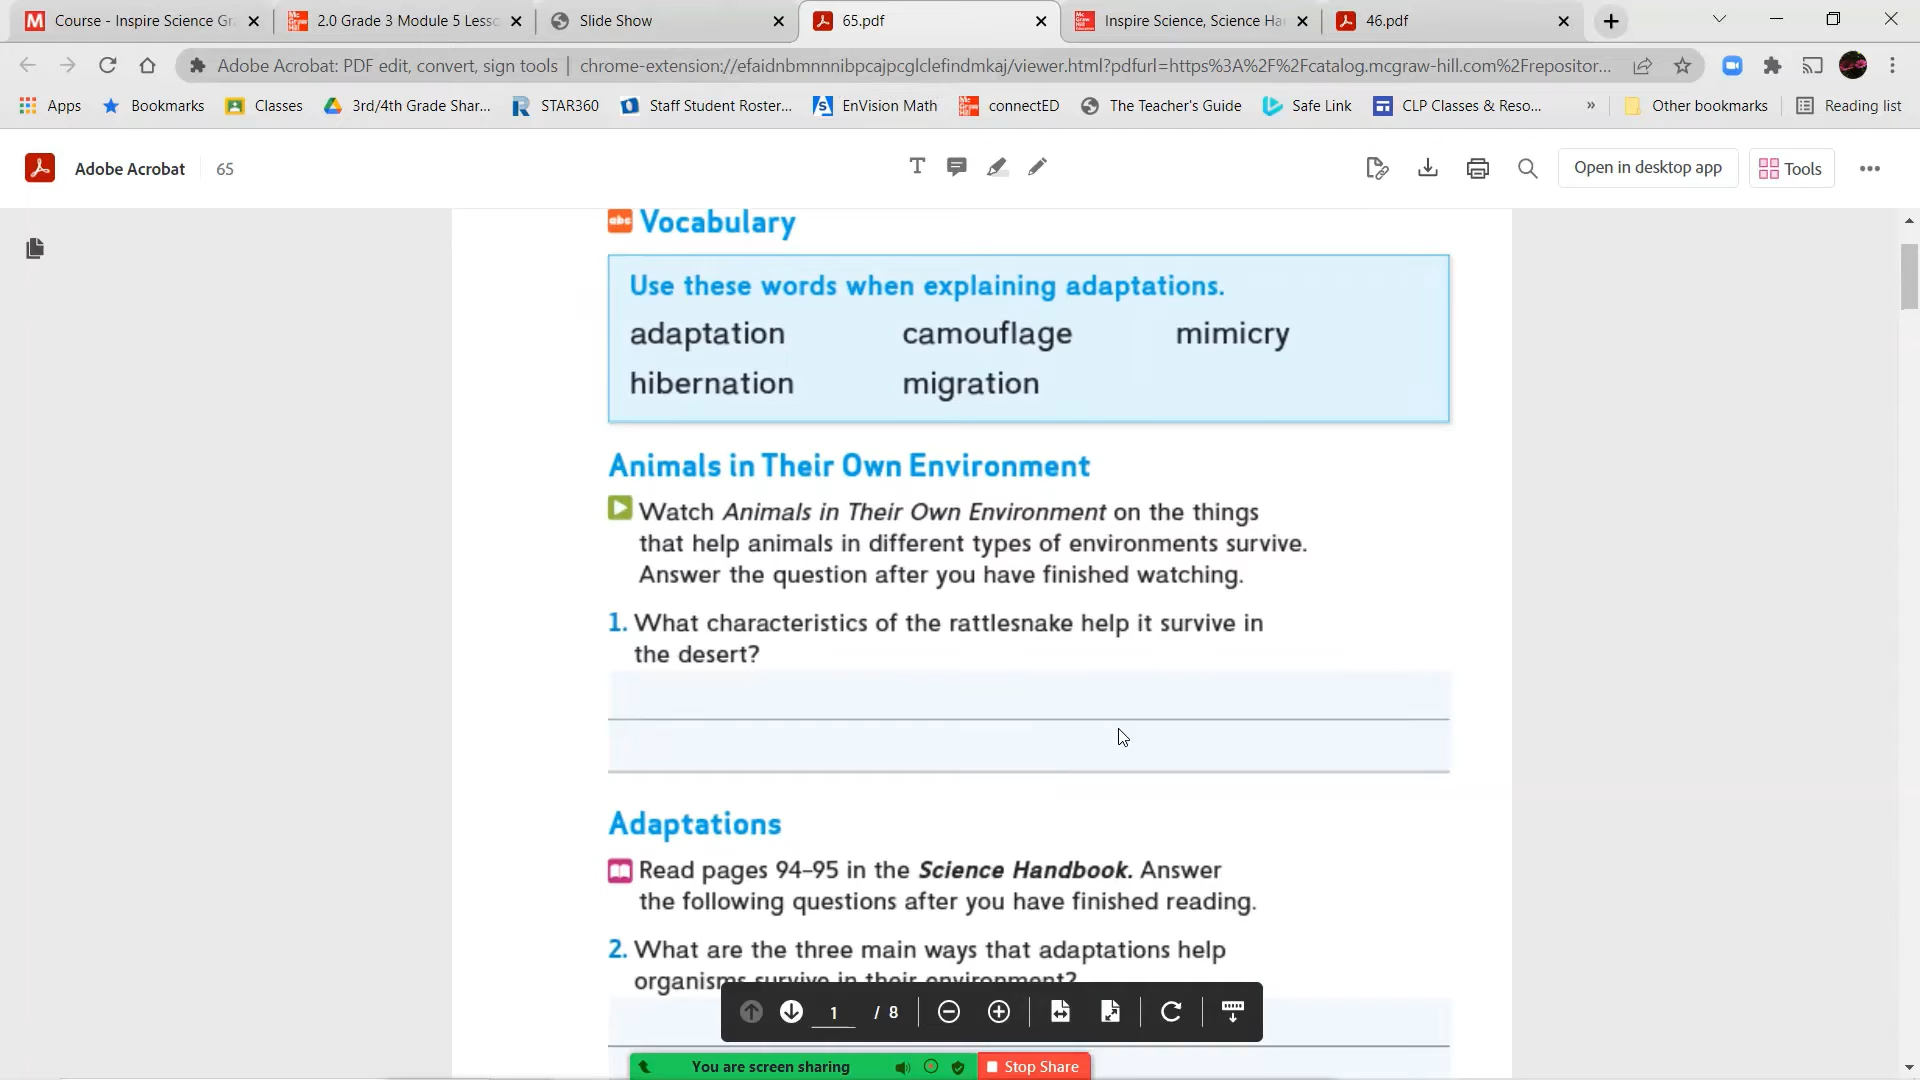 Course - Inspire Science Gr
2.0 Grade 3 Module 5 Lesso
Slide Show
65.pdf
Inspire Science, Science Ha
46.pdf
Adobe Acrobat: PDF edit, convert, sign tools | chrome-extension://efaidnbmnnnibpcajpcglclefindmkaj/viewer.html?pdfurl=https%3A%2F%2Fcatalog.mcgraw-hill.com%2Frepositor...
Apps Bookmarks Classes 3rd/4th Grade Shar... STAR360 Staff Student Roster... EnVision Math connectED The Teacher's Guide Safe Link CLP Classes & Reso... » Other bookmarks Reading list
Adobe Acrobat 65 Open in desktop app Tools
abc Vocabulary
Use these words when explaining adaptations.
adaptation camouflage mimicry
hibernation migration
Animals in Their Own Environment
Watch Animals in Their Own Environment on the things
that help animals in different types of environments survive.
Answer the question after you have finished watching.
1. What characteristics of the rattlesnake help it survive in
the desert?
Adaptations
Read pages 94–95 in the Science Handbook. Answer
the following questions after you have finished reading.
2. What are the three main ways that adaptations help
organisms survive in their environment?
1 / 8
You are screen sharing Stop Share